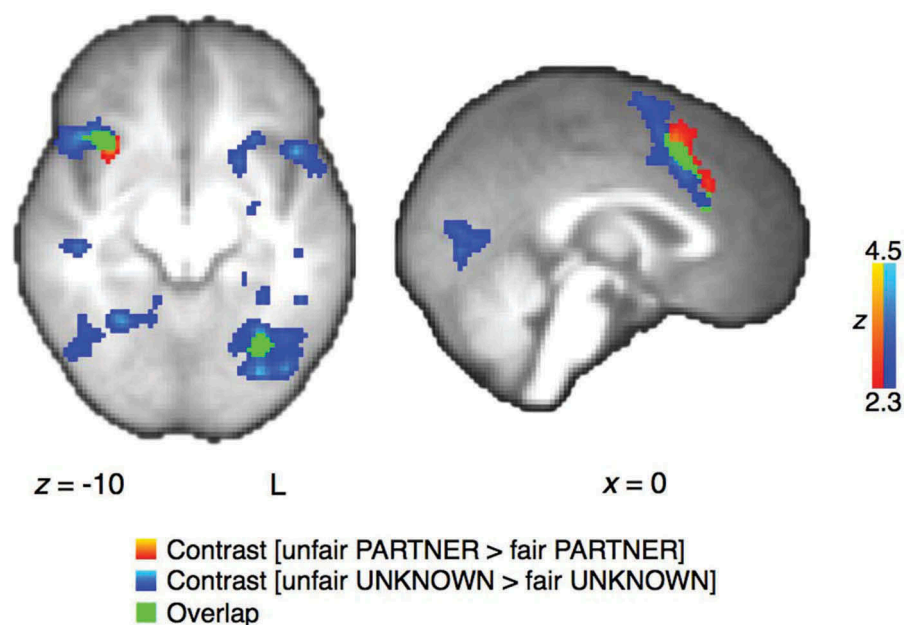 4.5
z
2.3
z = -10
L
x = 0
Contrast [unfair PARTNER > fair PARTNER]
Contrast [unfair UNKNOWN > fair UNKNOWN]
Overlap